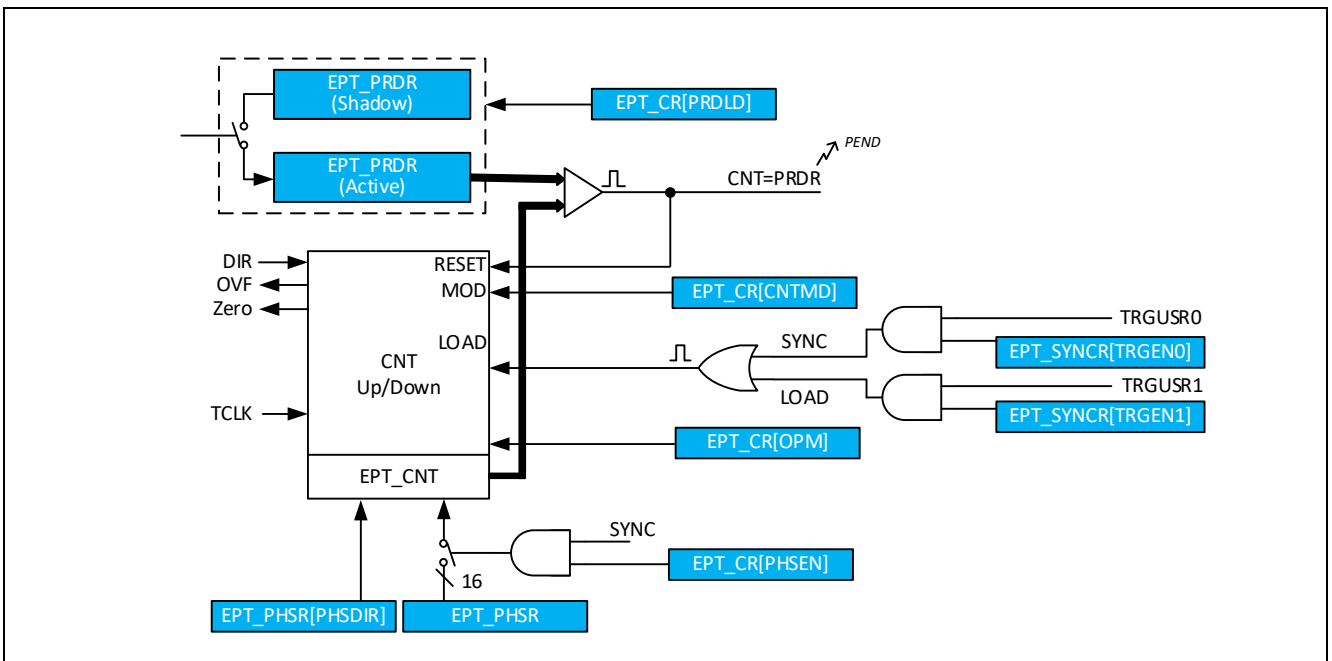 EPT_PRDR
(Shadow)
EPT_CR[PRDLD]
PEND
EPT_PRDR
(Active)
CNT=PRDR
DIR
RESET
OVF
MOD
EPT_CR[CNTMD]
Zero
TRGUSR0
LOAD
SYNC
EPT_SYNCR[TRGEN0]
CNT
Up/Down
TRGUSR1
LOAD
TCLK
EPT_SYNCR[TRGEN1]
EPT_CR[OPM]
EPT_CNT
SYNC
EPT_CR[PHSEN]
16
EPT_PHSR[PHSDIR]
EPT_PHSR